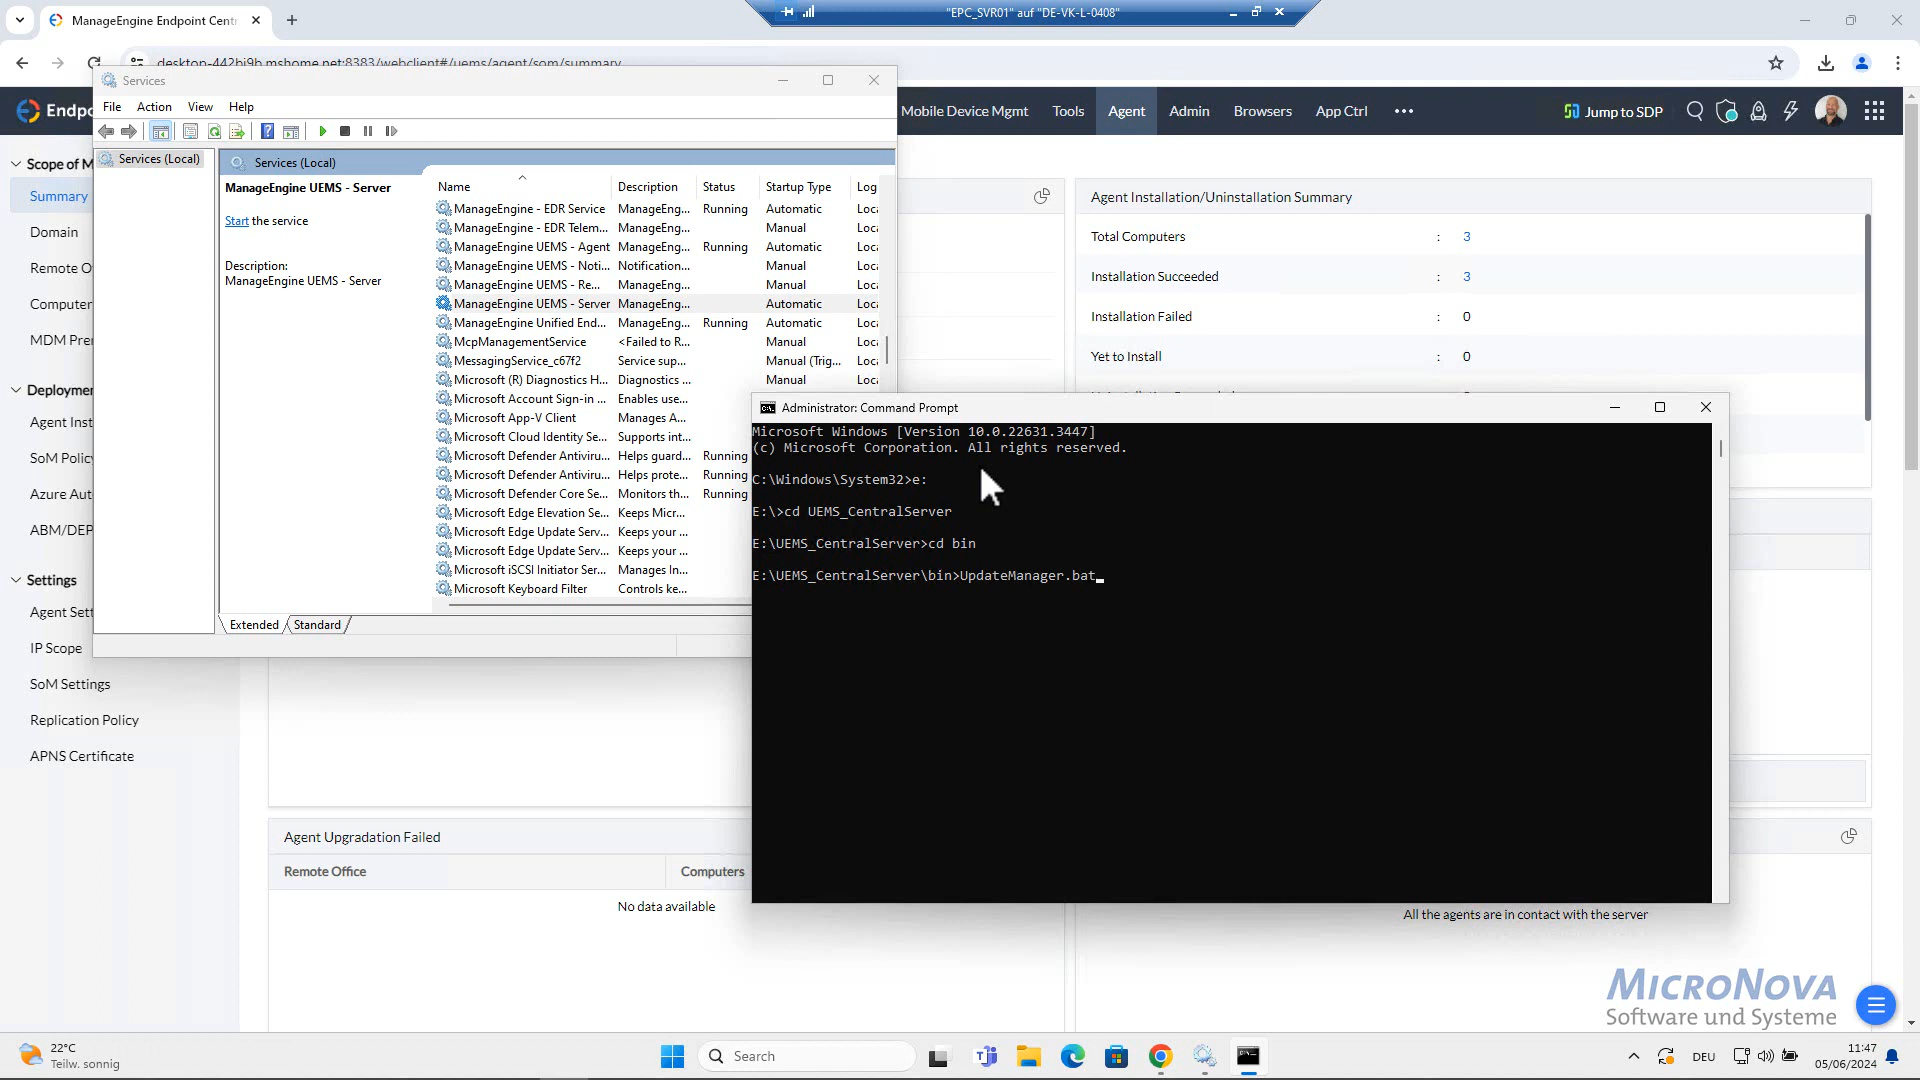 ManageEngine Endpoint Centr
"EPC_SVR01" auf "DE-VK-L-0408"
desktop-442bi9b.mshome.net:8383/webclient#/uems/agent/som/summary
Services
File Action View Help
Endpo
Mobile Device Mgmt Tools Agent Admin Browsers App Ctrl
Jump to SDP
Services (Local)
Services (Local)
ManageEngine UEMS - Server
Start the service
Description:
ManageEngine UEMS - Server
Name Description Status Startup Type Log
ManageEngine - EDR Service ManageEng... Running Automatic Loca
ManageEngine - EDR Telem... ManageEng... Manual Loca
ManageEngine UEMS - Agent ManageEng... Running Automatic Loca
ManageEngine UEMS - Noti... Notification... Manual Loca
ManageEngine UEMS - Re... ManageEng... Manual Loca
ManageEngine UEMS - Server ManageEng... Automatic Loca
ManageEngine Unified End... ManageEng... Running Automatic Loca
McpManagementService <Failed to R... Manual Loca
MessagingService_c67f2 Service sup... Manual (Trig... Loca
Microsoft (R) Diagnostics H... Diagnostics ... Manual Loca
Microsoft Account Sign-in ... Enables use...
Microsoft App-V Client Manages A...
Microsoft Cloud Identity Se... Supports int...
Microsoft Defender Antiviru... Helps guard... Running
Microsoft Defender Antiviru... Helps prote... Running
Microsoft Defender Core Se... Monitors th... Running
Microsoft Edge Elevation Se... Keeps Micr...
Microsoft Edge Update Serv... Keeps your ...
Microsoft Edge Update Serv... Keeps your ...
Microsoft iSCSI Initiator Ser... Manages In...
Microsoft Keyboard Filter Controls ke...
Extended Standard
Scope of M
Summary
Domain
Remote O
Computer
MDM Prer
Deploymen
Agent Inst
SoM Policy
Azure Aut
ABM/DEP
Settings
Agent Sett
IP Scope
SoM Settings
Replication Policy
APNS Certificate
Agent Installation/Uninstallation Summary
Total Computers : 3
Installation Succeeded : 3
Installation Failed : 0
Yet to Install : 0
Administrator: Command Prompt
Microsoft Windows [Version 10.0.22631.3447]
(c) Microsoft Corporation. All rights reserved.
C:\Windows\System32>e:
E:\>cd UEMS_CentralServer
E:\UEMS_CentralServer>cd bin
E:\UEMS_CentralServer\bin>UpdateManager.bat
Agent Upgradation Failed
Remote Office Computers
No data available
All the agents are in contact with the server
MICRONOVA
Software und Systeme
22°C
Teilw. sonnig
Search
DEU
11:47
05/06/2024